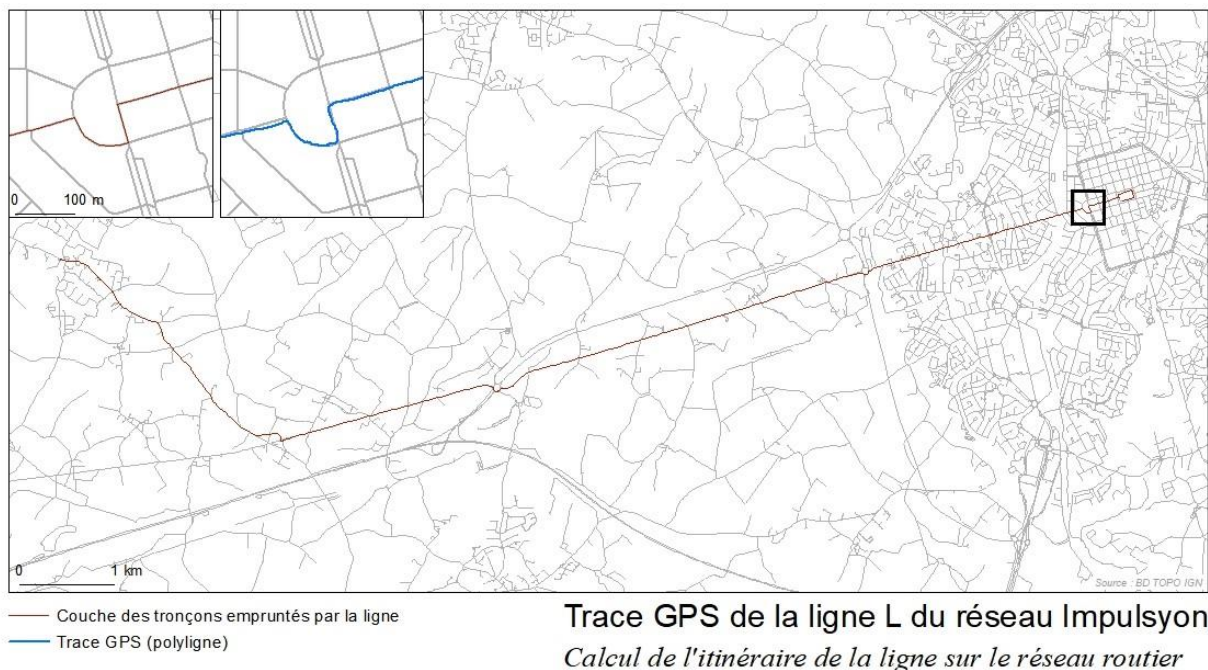 0 100 m
0 1 km
Source : BD TOPO IGN
Couche des tronçons empruntés par la ligne
Trace GPS (polyligne)
Trace GPS de la ligne L du réseau Impulsyon
Calcul de l'itinéraire de la ligne sur le réseau routier